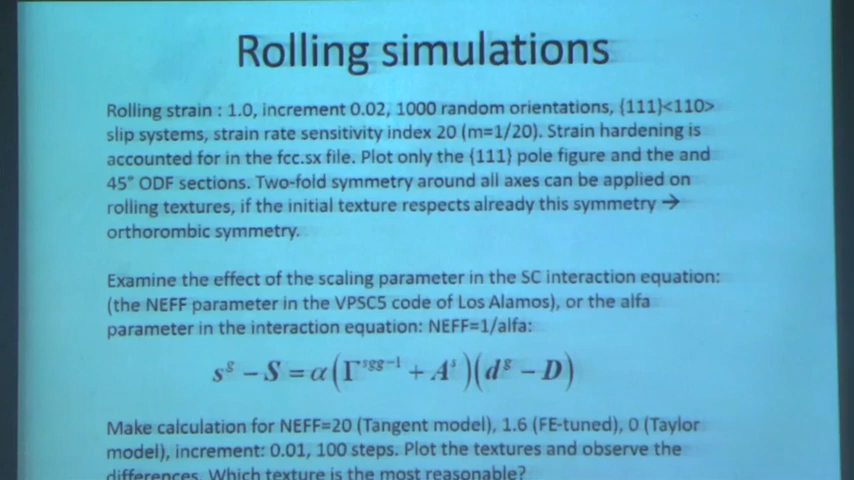 Rolling simulations
Rolling strain : 1.0, increment 0.02, 1000 random orientations, {111}<110>
slip systems, strain rate sensitivity index 20 (m=1/20). Strain hardening is
accounted for in the fcc.sx file. Plot only the {111} pole figure and the and
45° ODF sections. Two-fold symmetry around all axes can be applied on
rolling textures, if the initial texture respects already this symmetry →
orthorombic symmetry.
Examine the effect of the scaling parameter in the SC interaction equation:
(the NEFF parameter in the VPSC5 code of Los Alamos), or the alfa
parameter in the interaction equation: NEFF=1/alfa:
s^g − S = α(Γ^sgg−1 + A^s)(d^g − D)
Make calculation for NEFF=20 (Tangent model), 1.6 (FE-tuned), 0 (Taylor
model), increment: 0.01, 100 steps. Plot the textures and observe the
differences. Which texture is the most reasonable?